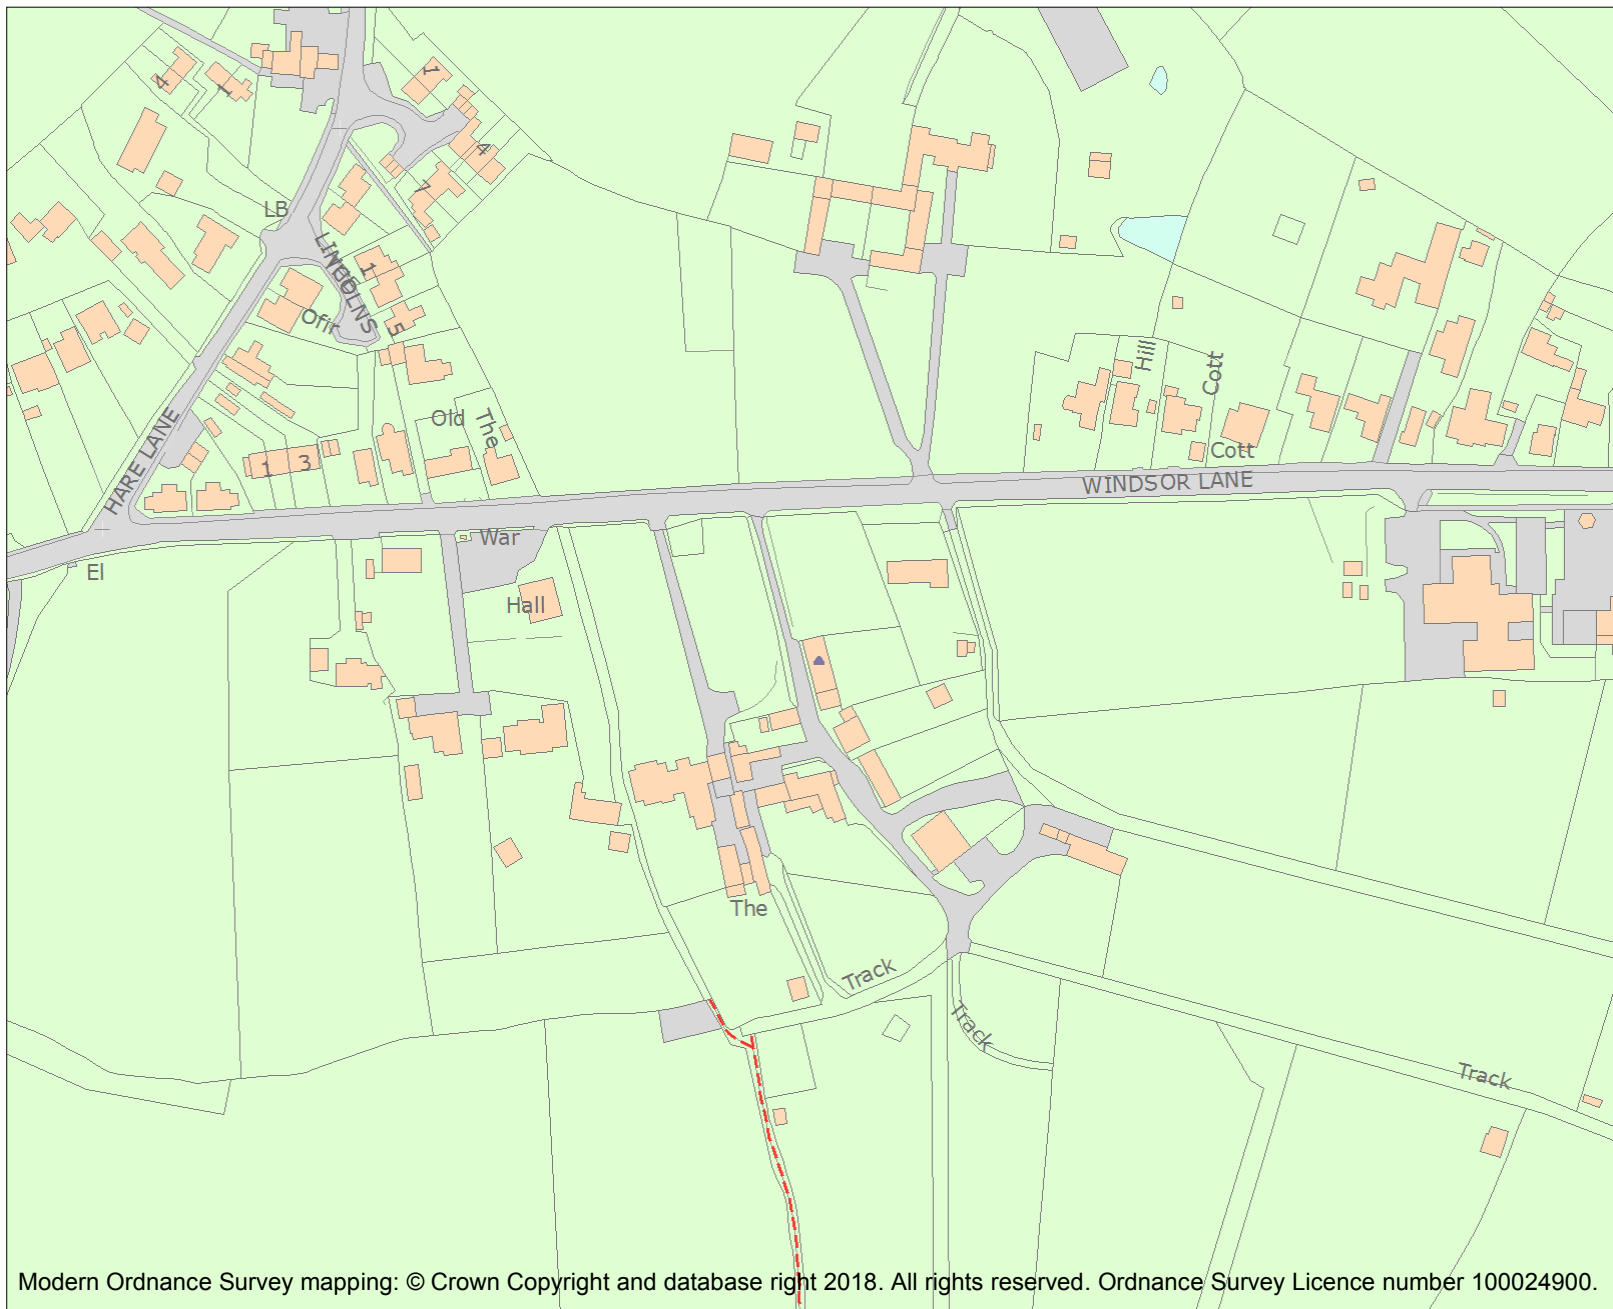 1
4
1
4
7
LB
LINCOLNS
1
Ofir
5
Hill
Cott
Old
The
HARE LANE
1
3
Cott
WINDSOR LANE
War
El
Hall
The
Track
Track
Track
Modern Ordnance Survey mapping: © Crown Copyright and database right 2018. All rights reserved. Ordnance Survey Licence number 100024900.